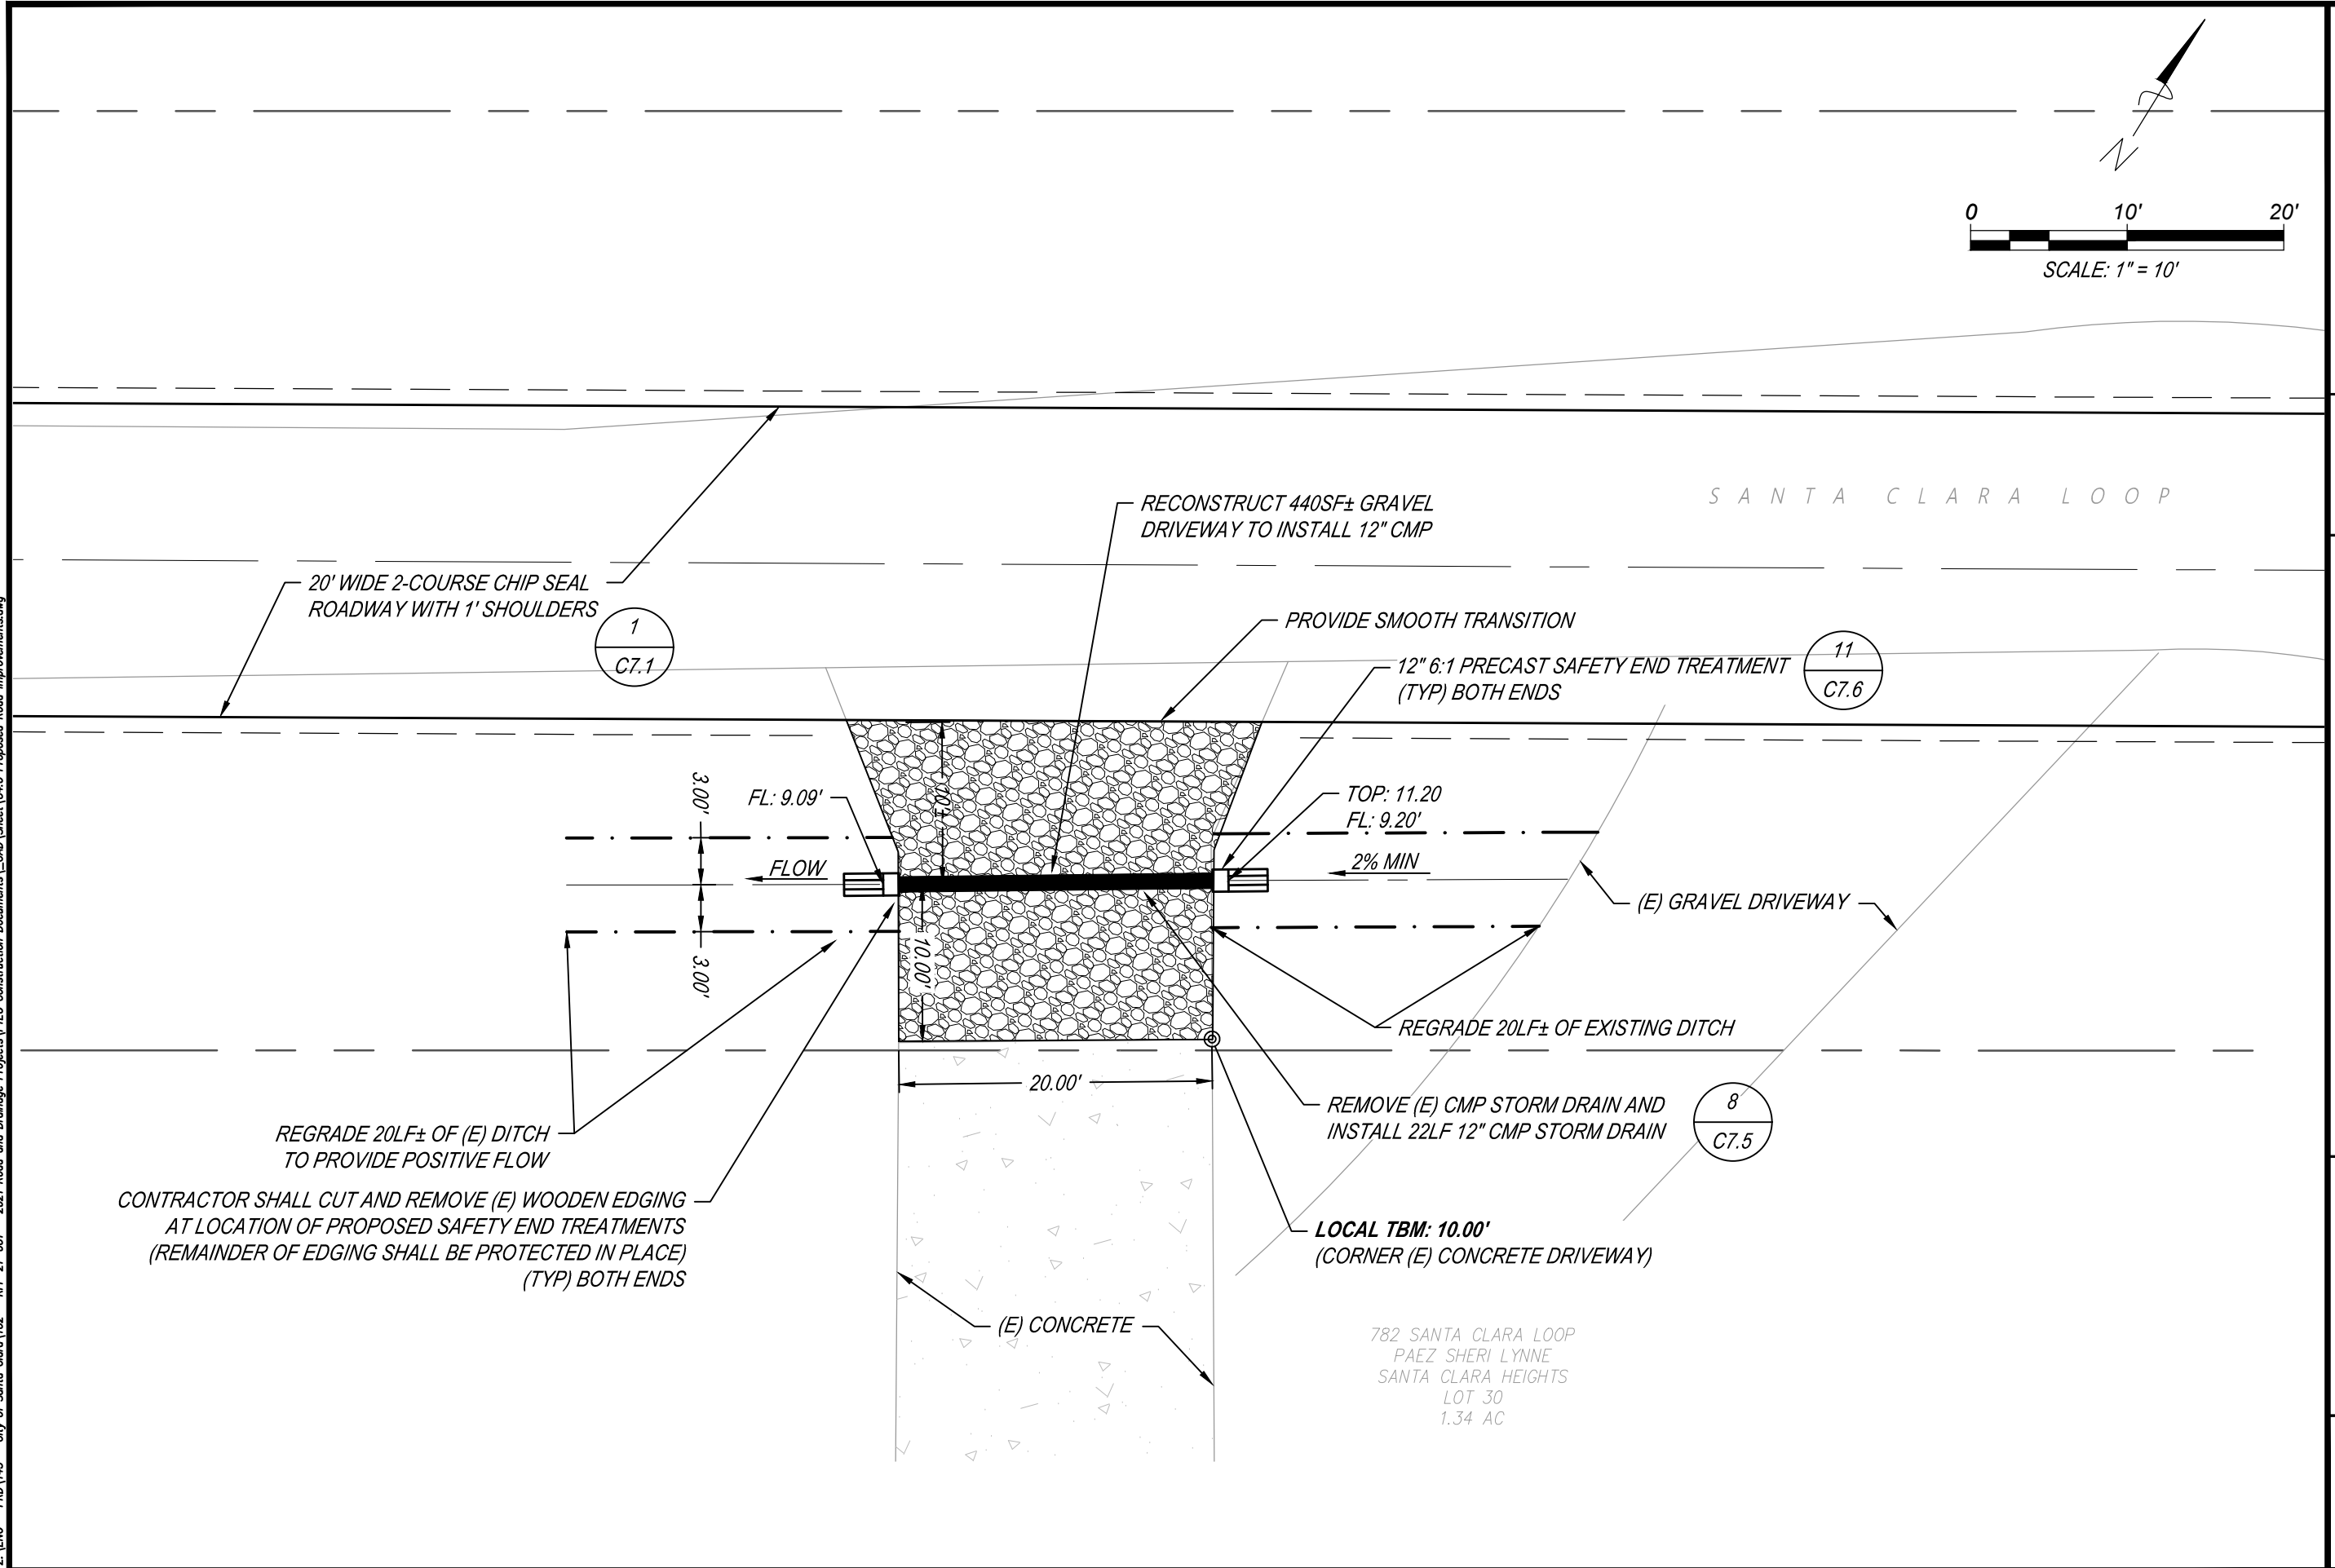 N
0 10' 20'
SCALE: 1" = 10'
SANTA CLARA LOOP
RECONSTRUCT 440SF± GRAVEL
DRIVEWAY TO INSTALL 12" CMP
20' WIDE 2-COURSE CHIP SEAL
ROADWAY WITH 1' SHOULDERS
1
C7.1
PROVIDE SMOOTH TRANSITION
12" 6:1 PRECAST SAFETY END TREATMENT
(TYP) BOTH ENDS
11
C7.6
3.00'
FL: 9.09'
10'±
TOP: 11.20
FL: 9.20'
FLOW
2% MIN
(E) GRAVEL DRIVEWAY
3.00'
10.00'
REGRADE 20LF± OF EXISTING DITCH
20.00'
REMOVE (E) CMP STORM DRAIN AND
INSTALL 22LF 12" CMP STORM DRAIN
8
C7.5
REGRADE 20LF± OF (E) DITCH
TO PROVIDE POSITIVE FLOW
CONTRACTOR SHALL CUT AND REMOVE (E) WOODEN EDGING
AT LOCATION OF PROPOSED SAFETY END TREATMENTS
(REMAINDER OF EDGING SHALL BE PROTECTED IN PLACE)
(TYP) BOTH ENDS
LOCAL TBM: 10.00'
(CORNER (E) CONCRETE DRIVEWAY)
(E) CONCRETE
782 SANTA CLARA LOOP
PAEZ SHERI LYNNE
SANTA CLARA HEIGHTS
LOT 30
1.34 AC